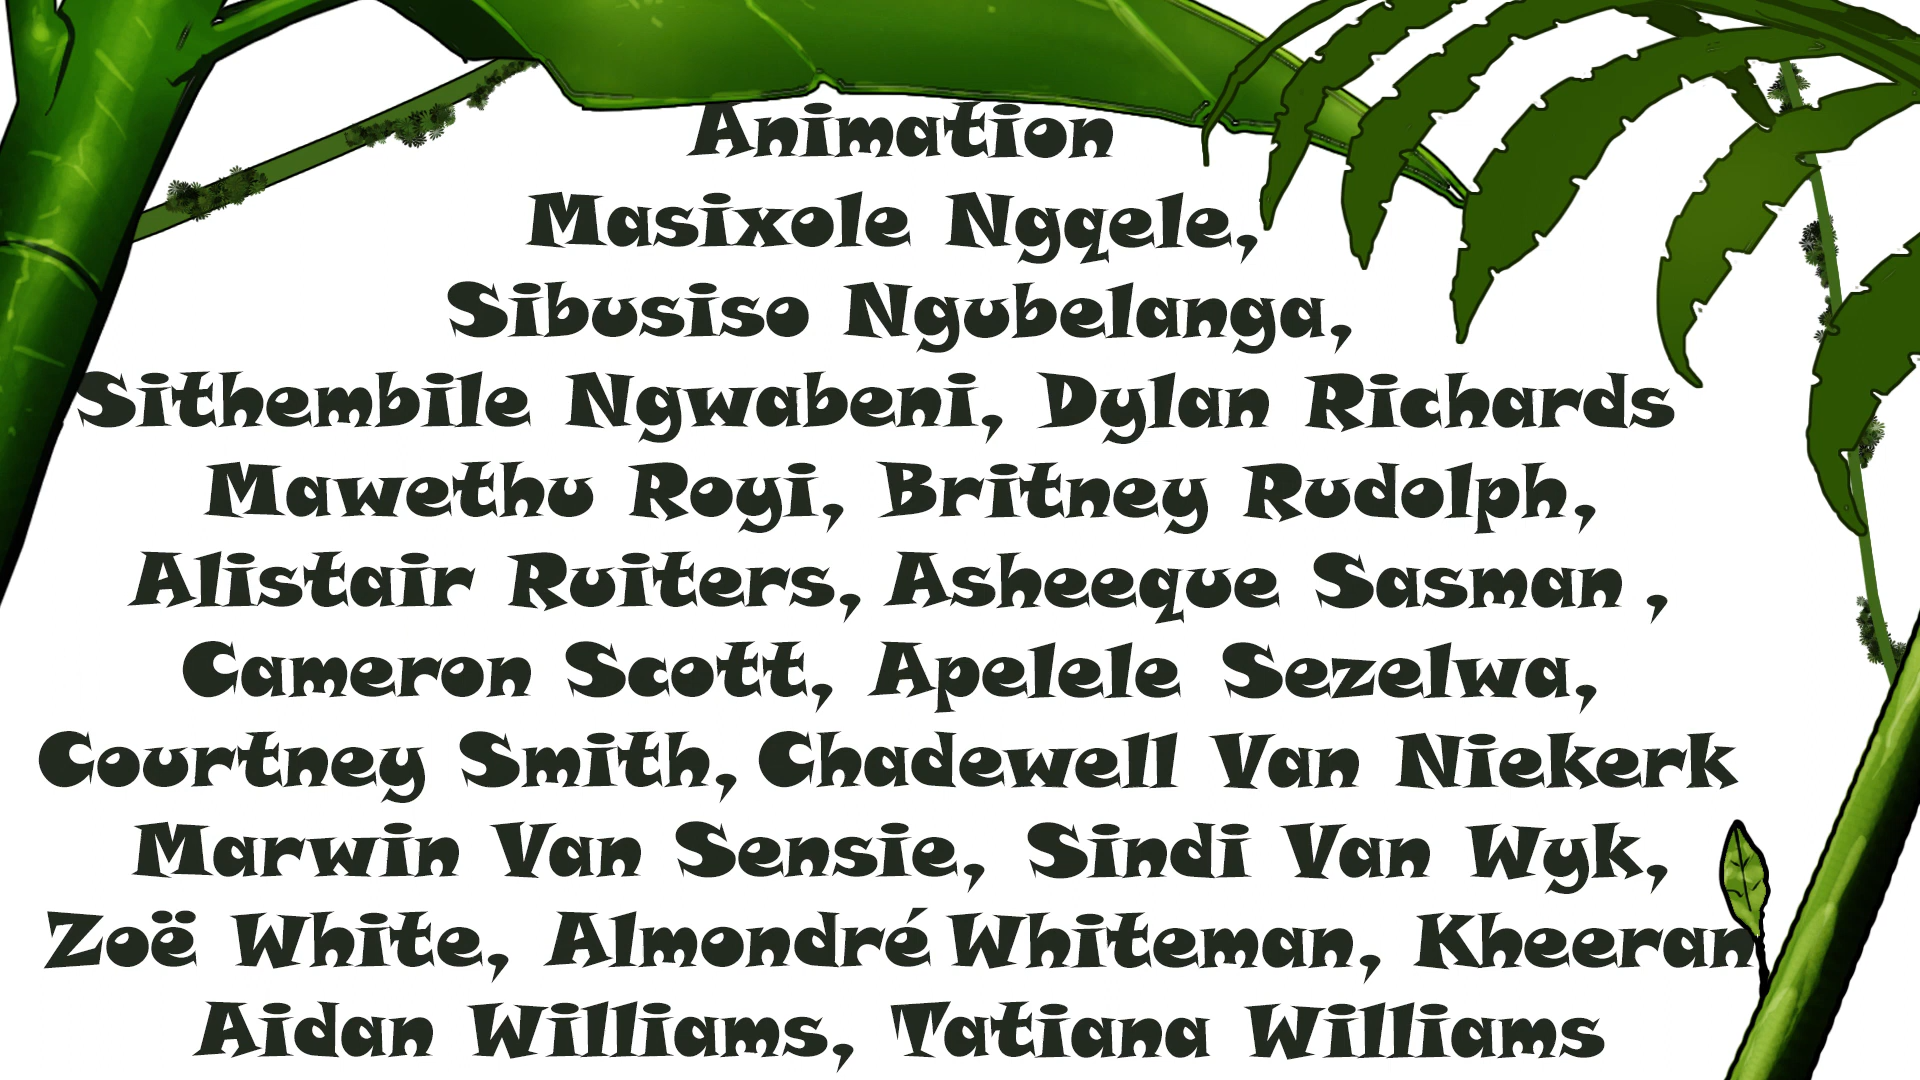 Animation
Masixole Ngqele,
Sibusiso Ngubelanga,
Sithembile Ngwabeni, Dylan Richards
Mawethu Royi, Britney Rudolph,
Alistair Ruiters, Asheeque Sasman ,
Cameron Scott, Apelele Sezelwa,
Courtney Smith, Chadewell Van Niekerk
Marwin Van Sensie, Sindi Van Wyk,
Zoë White, Almondré Whiteman, Kheeran
Aidan Williams, Tatiana Williams